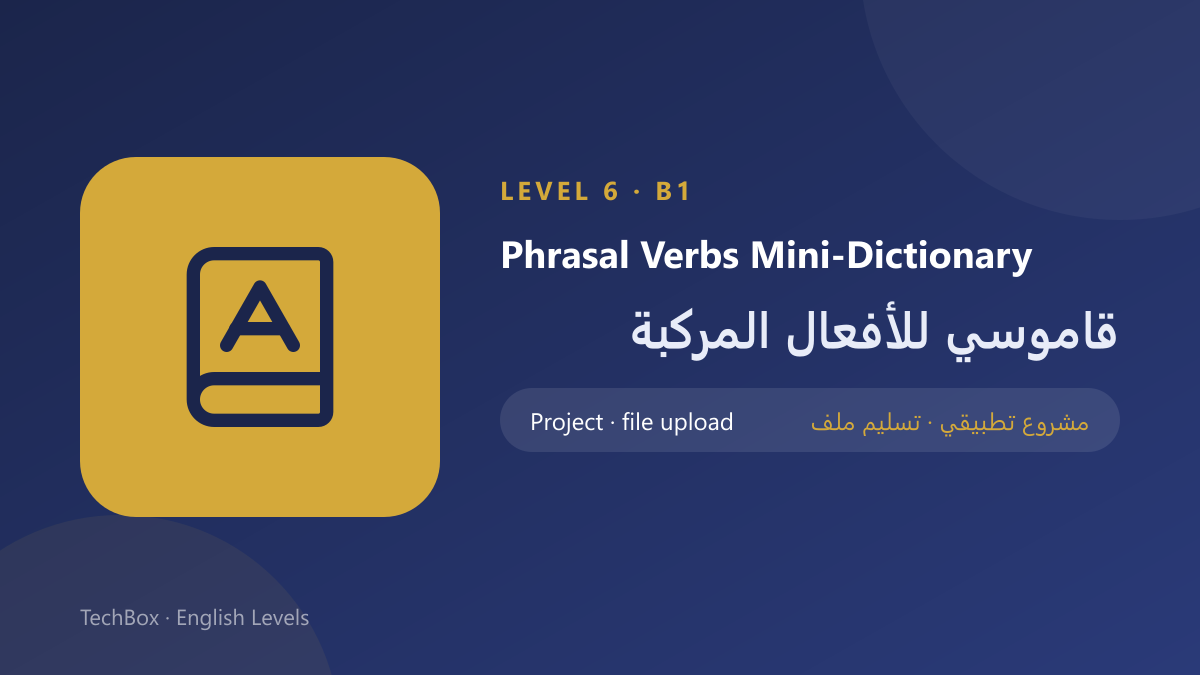 LEVEL 6 · B1
Phrasal Verbs Mini-Dictionary
قاموسي للأفعال المركبة
Project · file upload
مشروع تطبيقي · تسليم ملف
TechBox · English Levels